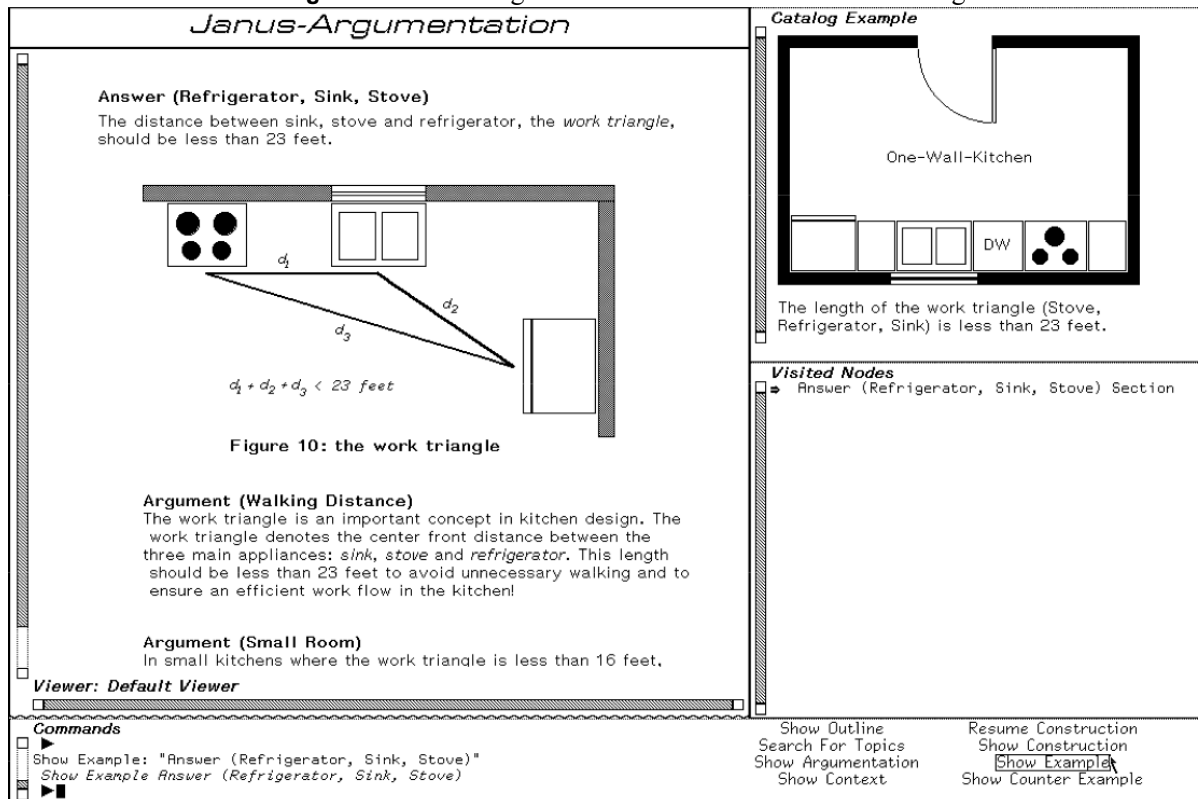 Janus-Argumentation
Answer (Refrigerator, Sink, Stove)
The distance between sink, stove and refrigerator, the work triangle,
should be less than 23 feet.
d1
d2
d3
d1 + d2 + d3 < 23 feet
Figure 10: the work triangle
Argument (Walking Distance)
The work triangle is an important concept in kitchen design. The
work triangle denotes the center front distance between the
three main appliances: sink, stove and refrigerator. This length
should be less than 23 feet to avoid unnecessary walking and to
ensure an efficient work flow in the kitchen!
Argument (Small Room)
In small kitchens where the work triangle is less than 16 feet,
Viewer: Default Viewer
Catalog Example
One-Wall-Kitchen
DW
The length of the work triangle (Stove,
Refrigerator, Sink) is less than 23 feet.
Visited Nodes
Answer (Refrigerator, Sink, Stove) Section
Commands
Show Example: "Answer (Refrigerator, Sink, Stove)"
Show Example Answer (Refrigerator, Sink, Stove)
Show Outline
Search For Topics
Show Argumentation
Show Context
Resume Construction
Show Construction
Show Example
Show Counter Example